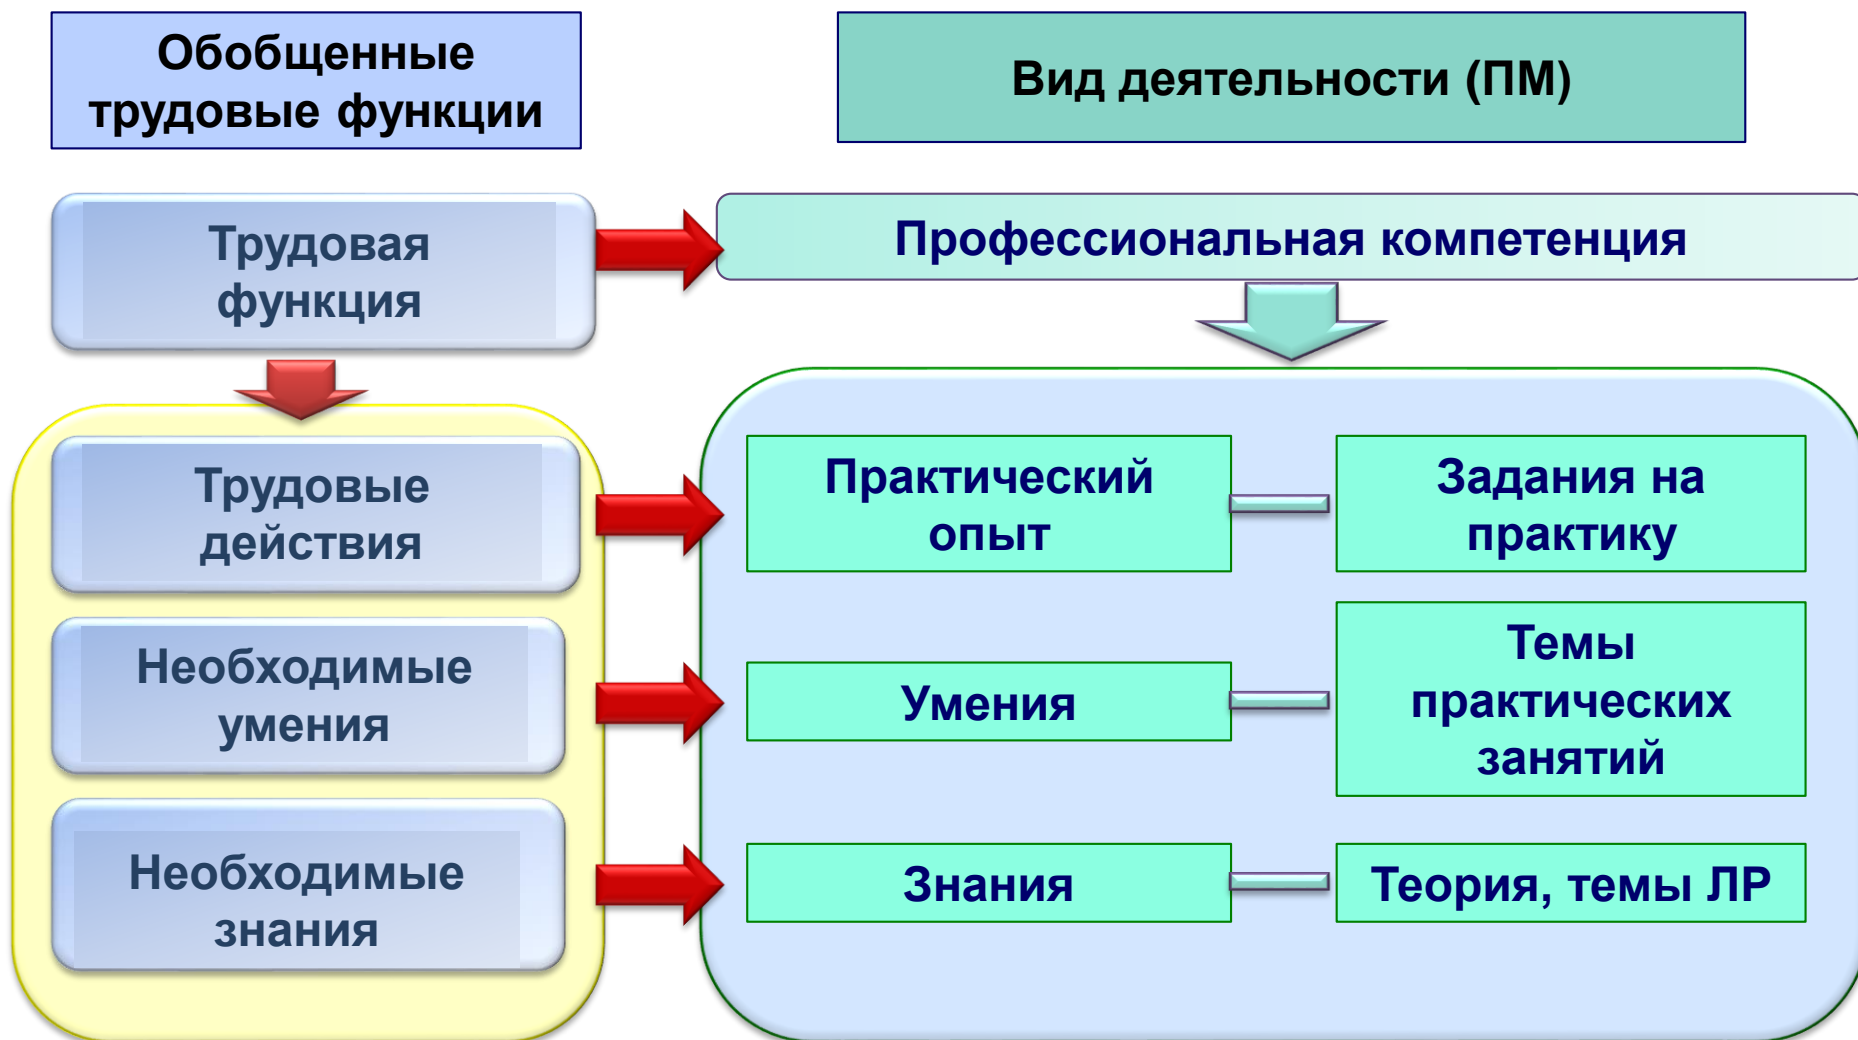 Обобщенные
трудовые функции
Вид деятельности (ПМ)
Трудовая
функция
Профессиональная компетенция
Трудовые
действия
Практический
опыт
Задания на
практику
Необходимые
умения
Умения
Темы
практических
занятий
Необходимые
знания
Знания
Теория, темы ЛР